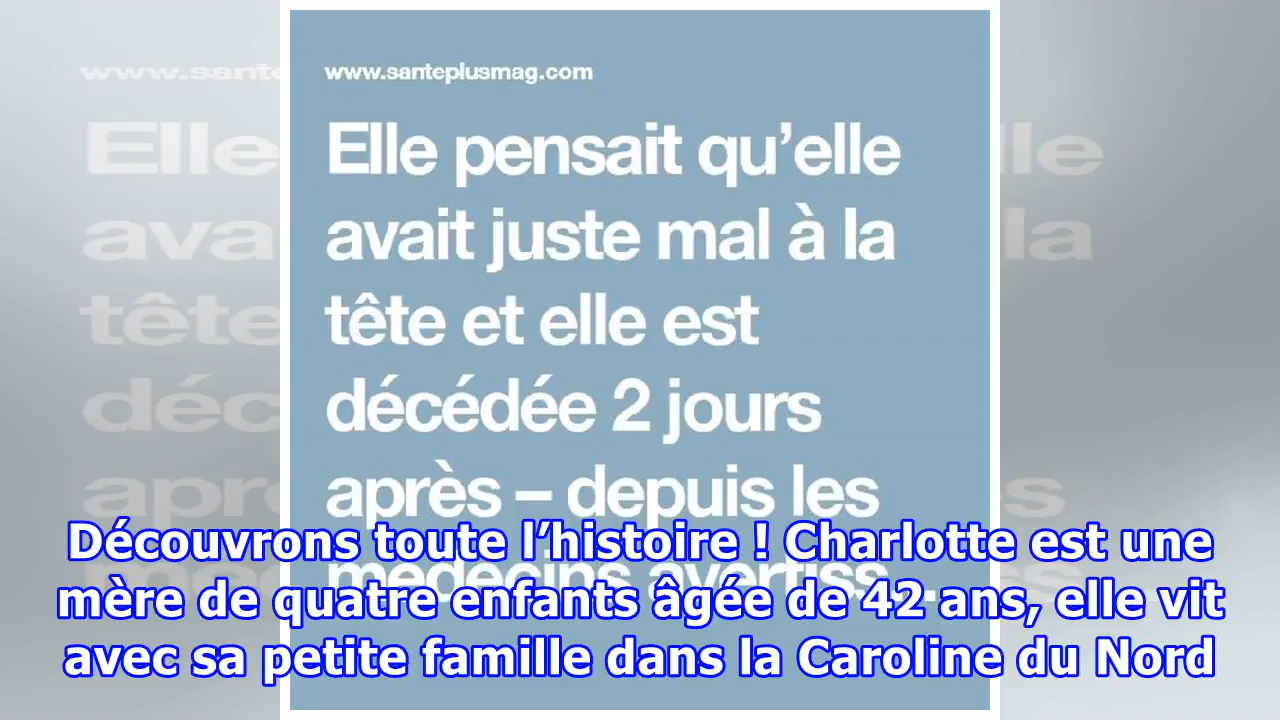 www.santeplusmag.com
Elle pensait qu’elle
avait juste mal à la
tête et elle est
décédée 2 jours
après – depuis les
médecins avertiss...
Découvrons toute l’histoire ! Charlotte est une
mère de quatre enfants âgée de 42 ans, elle vit
avec sa petite famille dans la Caroline du Nord